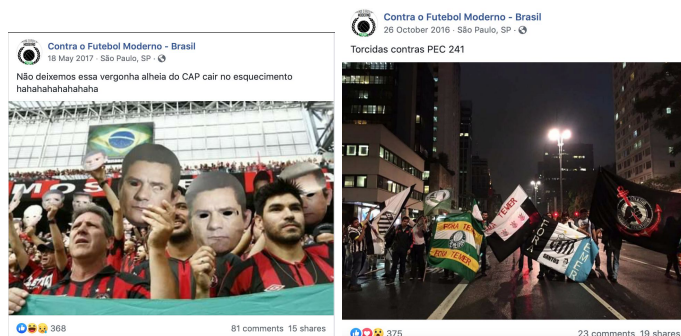 Contra o Futebol Moderno - Brasil
18 May 2017 · São Paulo, SP ·
Não deixemos essa vergonha alheia do CAP cair no esquecimento
hahahahahahahaha
MOS
368
81 comments 15 shares
Contra o Futebol Moderno - Brasil
26 October 2016 · São Paulo, SP ·
Torcidas contras PEC 241
TEMER
FORA
FORA TEMER
SANTOS
375
23 comments 19 shares